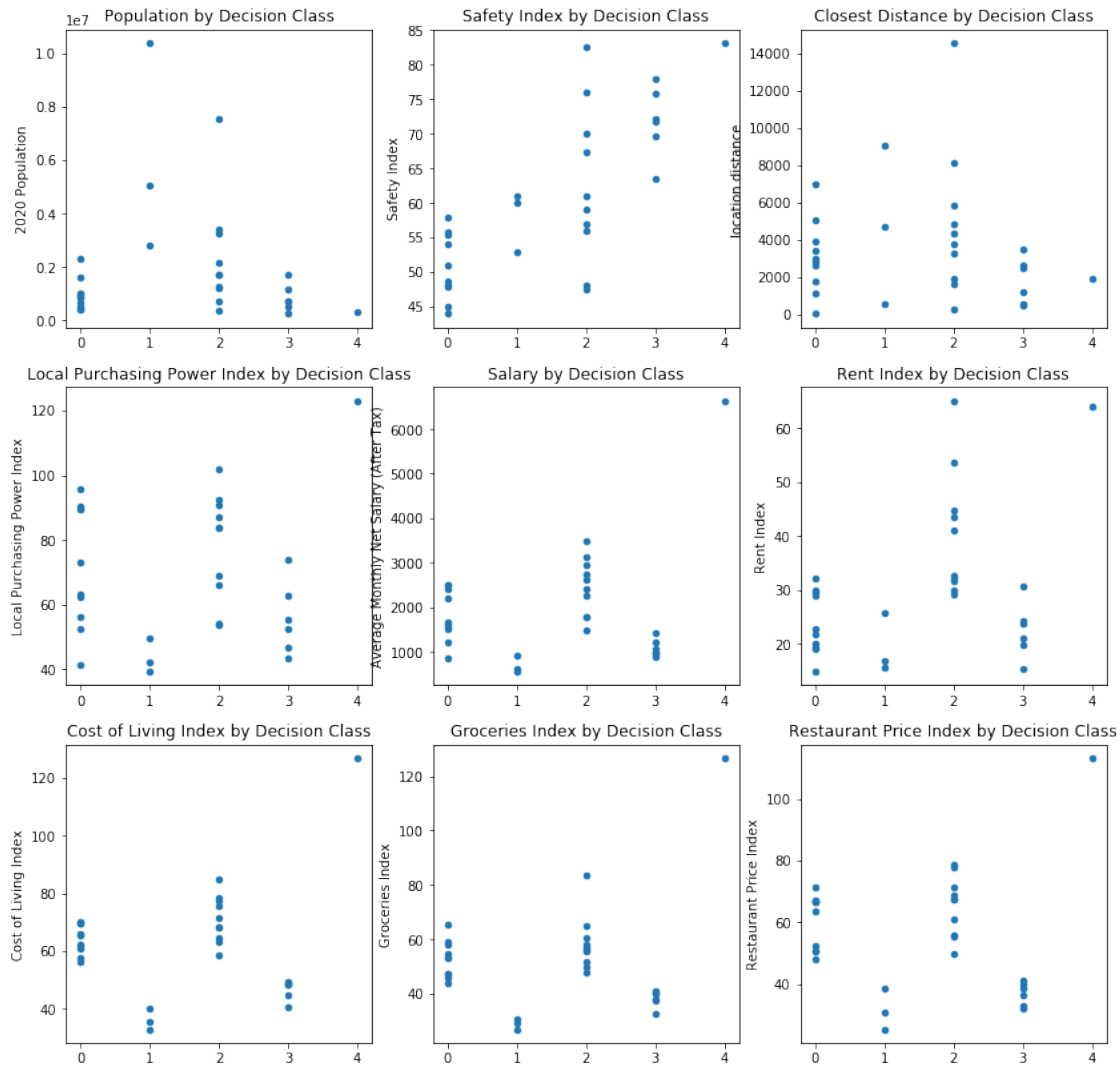 Population by Decision Class
1e7
2020 Population
1.0
0.8
0.6
0.4
0.2
0.0
0 1 2 3 4
Safety Index by Decision Class
Safety Index
85
80
75
70
65
60
55
50
45
0 1 2 3 4
Closest Distance by Decision Class
location distance
14000
12000
10000
8000
6000
4000
2000
0
0 1 2 3 4
Local Purchasing Power Index by Decision Class
Local Purchasing Power Index
120
100
80
60
40
0 1 2 3 4
Salary by Decision Class
Average Monthly Net Salary (After Tax)
6000
5000
4000
3000
2000
1000
0 1 2 3 4
Rent Index by Decision Class
Rent Index
60
50
40
30
20
0 1 2 3 4
Cost of Living Index by Decision Class
Cost of Living Index
120
100
80
60
40
0 1 2 3 4
Groceries Index by Decision Class
Groceries Index
120
100
80
60
40
0 1 2 3 4
Restaurant Price Index by Decision Class
Restaurant Price Index
100
80
60
40
0 1 2 3 4